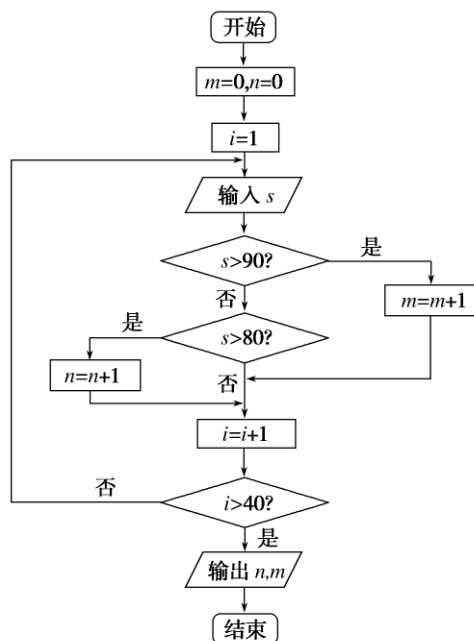 开始
m=0,n=0
i=1
输入 s
s>90?
是
否
m=m+1
是
s>80?
n=n+1
否
i=i+1
否
i>40?
是
输出 n,m
结束